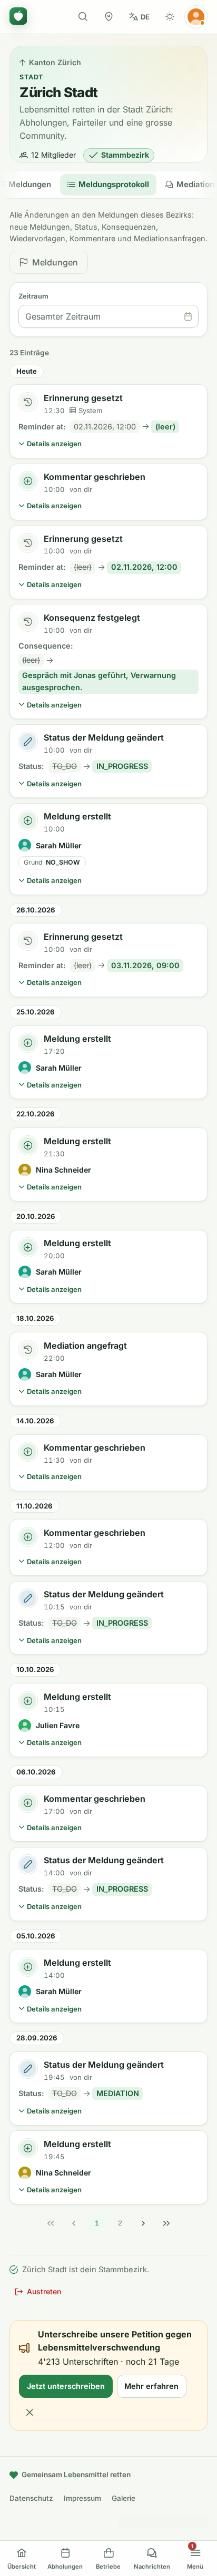 DE
Kanton Zürich
STADT
Zürich Stadt
Lebensmittel retten in der Stadt Zürich:
Abholungen, Fairteiler und eine grosse
Community.
12 Mitglieder
Stammbezirk
Meldungen
Meldungsprotokoll
Mediation
Alle Änderungen an den Meldungen dieses Bezirks:
neue Meldungen, Status, Konsequenzen,
Wiedervorlagen, Kommentare und Mediationsanfragen.
Meldungen
Zeitraum
Gesamter Zeitraum
23 Einträge
Heute
Erinnerung gesetzt
12:30 System
Reminder at: 02.11.2026, 12:00 → (leer)
Details anzeigen
Kommentar geschrieben
10:00 von dir
Details anzeigen
Erinnerung gesetzt
10:00 von dir
Reminder at: (leer) → 02.11.2026, 12:00
Details anzeigen
Konsequenz festgelegt
10:00 von dir
Consequence:
(leer) →
Gespräch mit Jonas geführt, Verwarnung
ausgesprochen.
Details anzeigen
Status der Meldung geändert
10:00 von dir
Status: TO_DO → IN_PROGRESS
Details anzeigen
Meldung erstellt
10:00
Sarah Müller
Grund NO_SHOW
Details anzeigen
26.10.2026
Erinnerung gesetzt
10:00 von dir
Reminder at: (leer) → 03.11.2026, 09:00
Details anzeigen
25.10.2026
Meldung erstellt
17:20
Sarah Müller
Details anzeigen
22.10.2026
Meldung erstellt
21:30
Nina Schneider
Details anzeigen
20.10.2026
Meldung erstellt
20:00
Sarah Müller
Details anzeigen
18.10.2026
Mediation angefragt
22:00
Sarah Müller
Details anzeigen
14.10.2026
Kommentar geschrieben
11:30 von dir
Details anzeigen
11.10.2026
Kommentar geschrieben
12:00 von dir
Details anzeigen
Status der Meldung geändert
10:15 von dir
Status: TO_DO → IN_PROGRESS
Details anzeigen
10.10.2026
Meldung erstellt
10:15
Julien Favre
Details anzeigen
06.10.2026
Kommentar geschrieben
17:00 von dir
Details anzeigen
Status der Meldung geändert
14:00 von dir
Status: TO_DO → IN_PROGRESS
Details anzeigen
05.10.2026
Meldung erstellt
14:00
Sarah Müller
Details anzeigen
28.09.2026
Status der Meldung geändert
19:45 von dir
Status: TO_DO → MEDIATION
Details anzeigen
Meldung erstellt
19:45
Nina Schneider
Details anzeigen
1 2
Zürich Stadt ist dein Stammbezirk.
Austreten
Unterschreibe unsere Petition gegen
Lebensmittelverschwendung
4'213 Unterschriften · noch 21 Tage
Jetzt unterschreiben
Mehr erfahren
Gemeinsam Lebensmittel retten
Datenschutz Impressum Galerie
1
Übersicht Abholungen Betriebe Nachrichten Menü